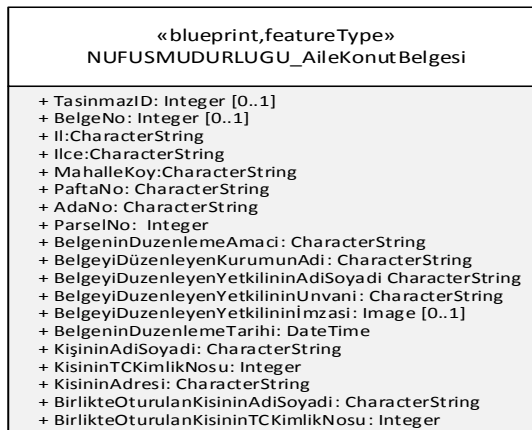 «blueprint,featureType»
NUFUSMUDURLUGU_AileKonutBelgesi
+ TasinmazID: Integer [0..1]
+ BelgeNo: Integer [0..1]
+ Il:CharacterString
+ Ilce:CharacterString
+ MahalleKoy:CharacterString
+ PaftaNo: CharacterString
+ AdaNo: CharacterString
+ ParselNo: Integer
+ BelgeninDuzenlemeAmaci: CharacterString
+ BelgeyiDüzenleyenKurumunAdi: CharacterString
+ BelgeyiDuzenleyenYetkilininAdiSoyadi CharacterString
+ BelgeyiDuzenleyenYetkilininUnvani: CharacterString
+ BelgeyiDuzenleyenYetkilininİmzasi: Image [0..1]
+ BelgeninDuzenlemeTarihi: DateTime
+ KişininAdiSoyadi: CharacterString
+ KisininTCKimlikNosu: Integer
+ KisininAdresi: CharacterString
+ BirlikteOturulanKisininAdiSoyadi: CharacterString
+ BirlikteOturulanKisininTCKimlikNosu: Integer